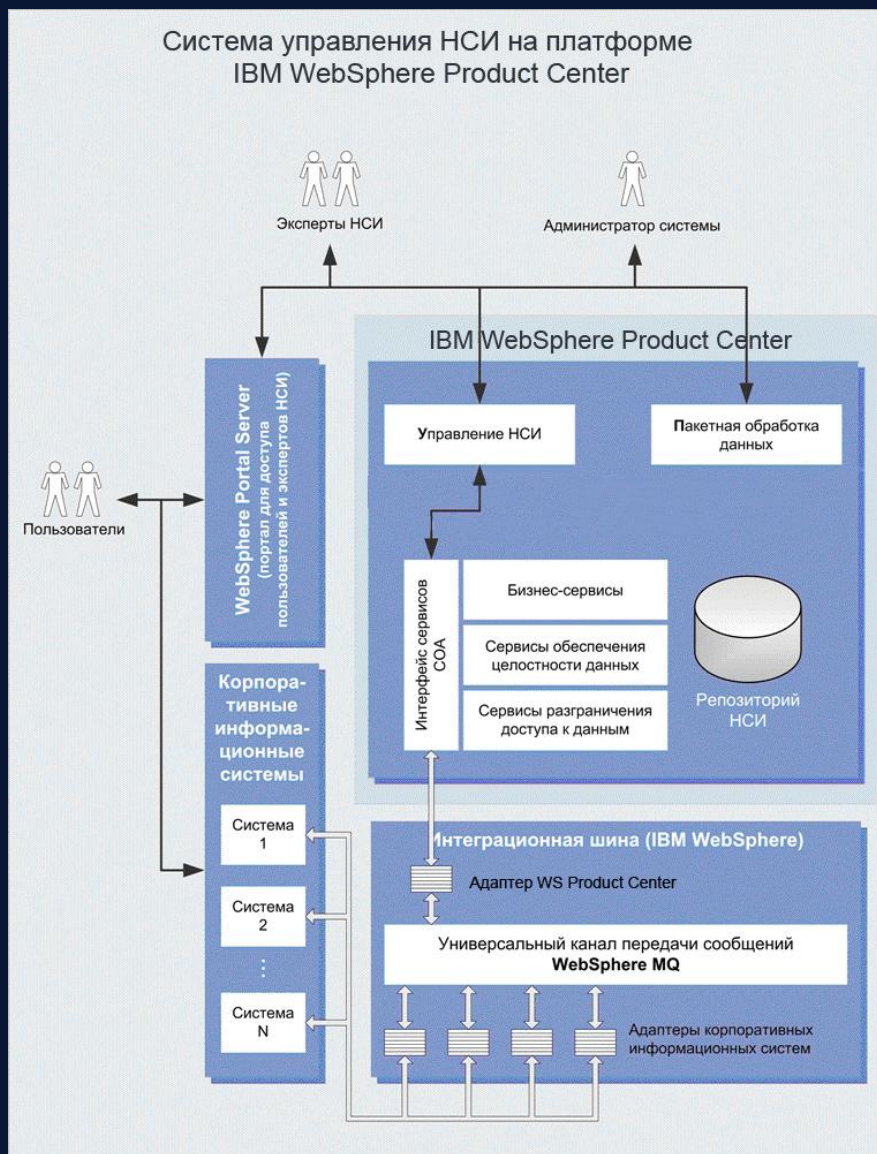 Система управления НСИ на платформе
IBM WebSphere Product Center
Эксперты НСИ
Администратор системы
IBM WebSphere Product Center
WebSphere Portal Server
(портал для доступа
пользователей и экспертов НСИ)
Управление НСИ
Пакетная обработка
данных
Пользователи
Интерфейс сервисов
СОА
Бизнес-сервисы
Сервисы обеспечения
целостности данных
Сервисы разграничения
доступа к данным
Репозиторий
НСИ
Корпора-
тивные
информа-
ционные
системы
Система
1
Система
2
...
Система
N
Интеграционная шина (IBM WebSphere)
Адаптер WS Product Center
Универсальный канал передачи сообщений
WebSphere MQ
Адаптеры корпоративных
информационных систем